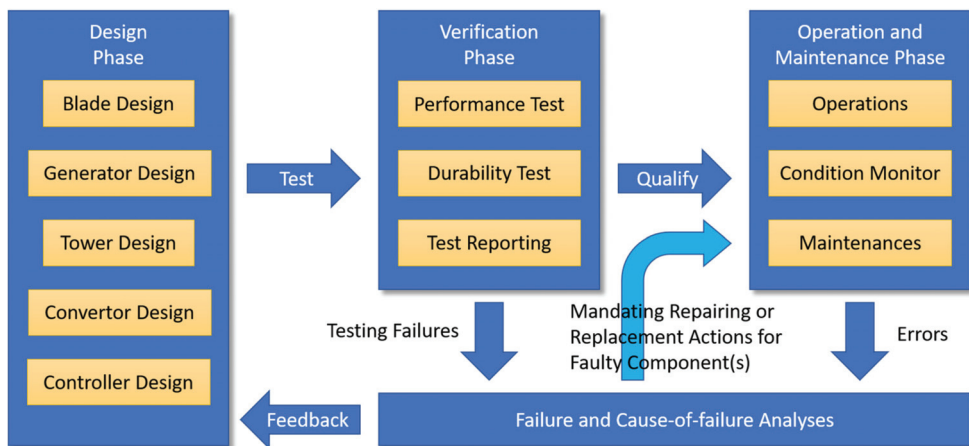 Design
Phase
Blade Design
Generator Design
Tower Design
Convertor Design
Controller Design
Test
Verification
Phase
Performance Test
Durability Test
Test Reporting
Qualify
Operation and
Maintenance Phase
Operations
Condition Monitor
Maintenances
Testing Failures
Mandating Repairing or
Replacement Actions for
Faulty Component(s)
Errors
Feedback
Failure and Cause-of-failure Analyses